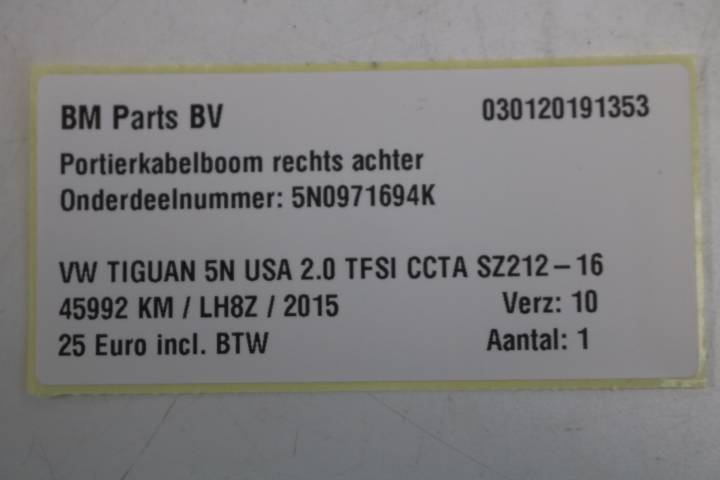 BM Parts BV 030120191353
Portierkabelboom rechts achter
Onderdeelnummer: 5N0971694K
VW TIGUAN 5N USA 2.0 TFSI CCTA SZ212-16
45992 KM / LH8Z / 2015 Verz: 10
25 Euro incl. BTW Aantal: 1